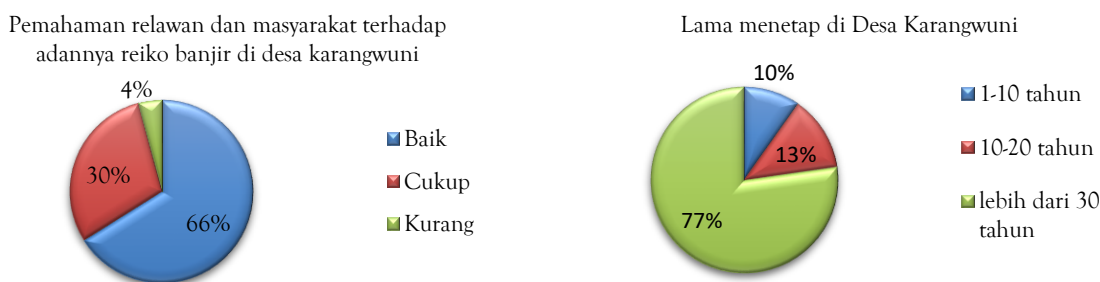 Pemahaman relawan dan masyarakat terhadap
adannya reiko banjir di desa karangwuni
4%
30%
66%
Baik
Cukup
Kurang
Lama menetap di Desa Karangwuni
10%
13%
77%
1-10 tahun
10-20 tahun
lebih dari 30
tahun